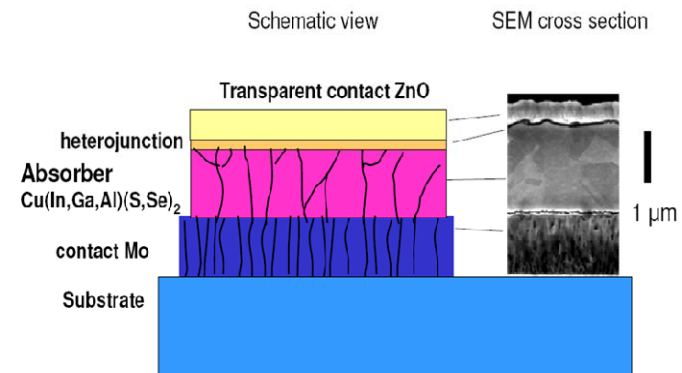 Schematic view
SEM cross section
Transparent contact ZnO
heterojunction
Absorber
Cu(In,Ga,Al)(S,Se)₂
1 µm
contact Mo
Substrate